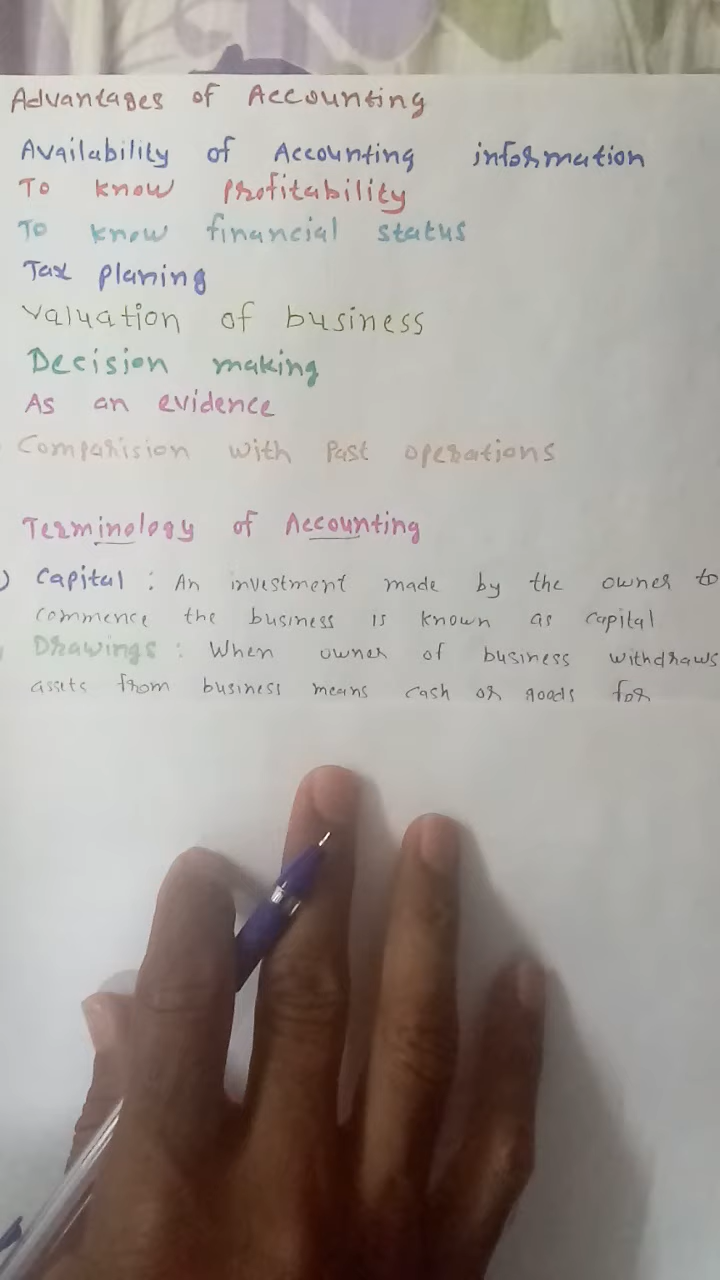 Advantages of Accounting
Availability of Accounting information
To know Profitability
To know financial status
Tax planing
Valuation of business
Decision making
As an evidence
Comparision with Past operations
Terminology of Accounting
) Capital : An investment made by the owner to
commence the business is known as capital
Drawings : When owner of business withdraws
assets from business means cash or goods for